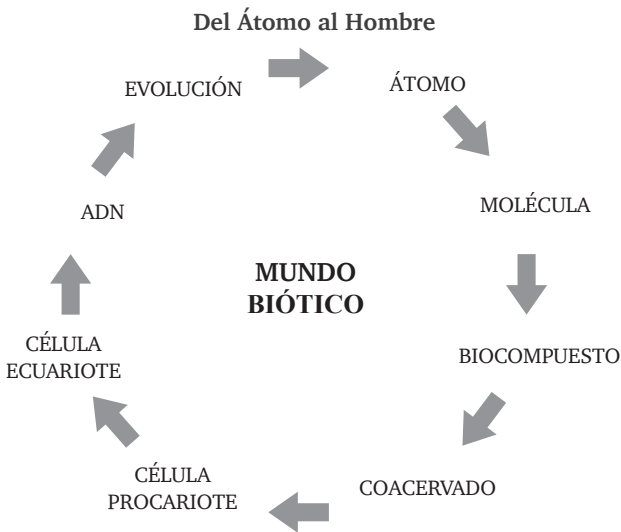 Del Átomo al Hombre
EVOLUCIÓN
ÁTOMO
MOLÉCULA
BIOCOMPUESTO
COACERVADO
CÉLULA
PROCARIOTE
CÉLULA
ECUARIOTE
ADN
MUNDO
BIÓTICO